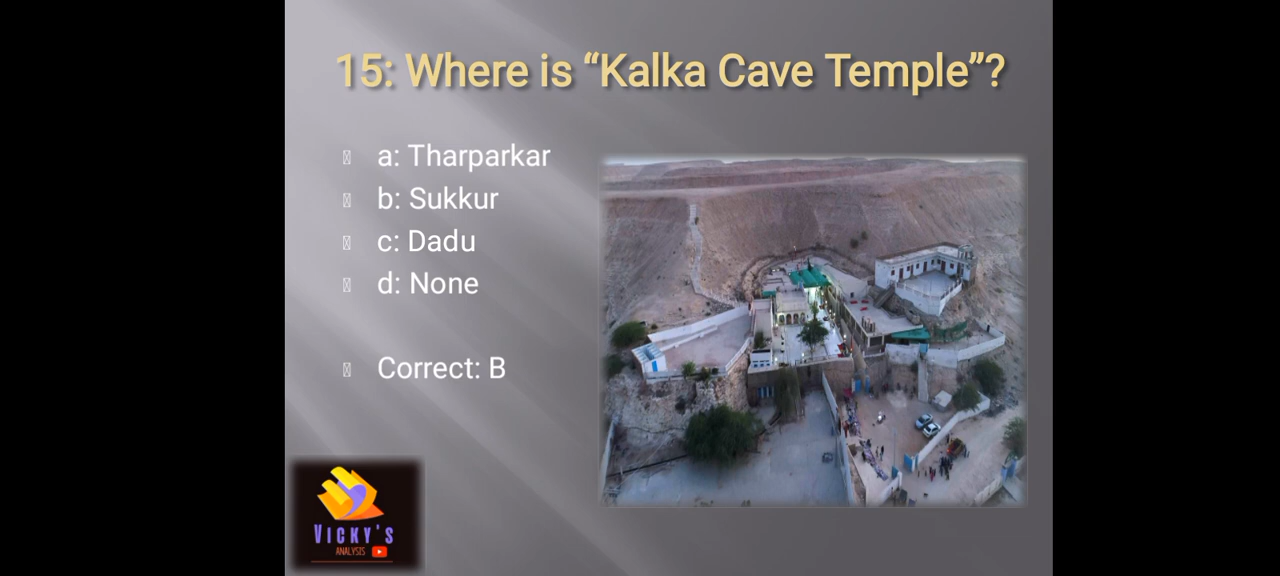 15: Where is “Kalka Cave Temple”?
a: Tharparkar
b: Sukkur
c: Dadu
d: None
Correct: B
VICKY'S
ANALYSIS